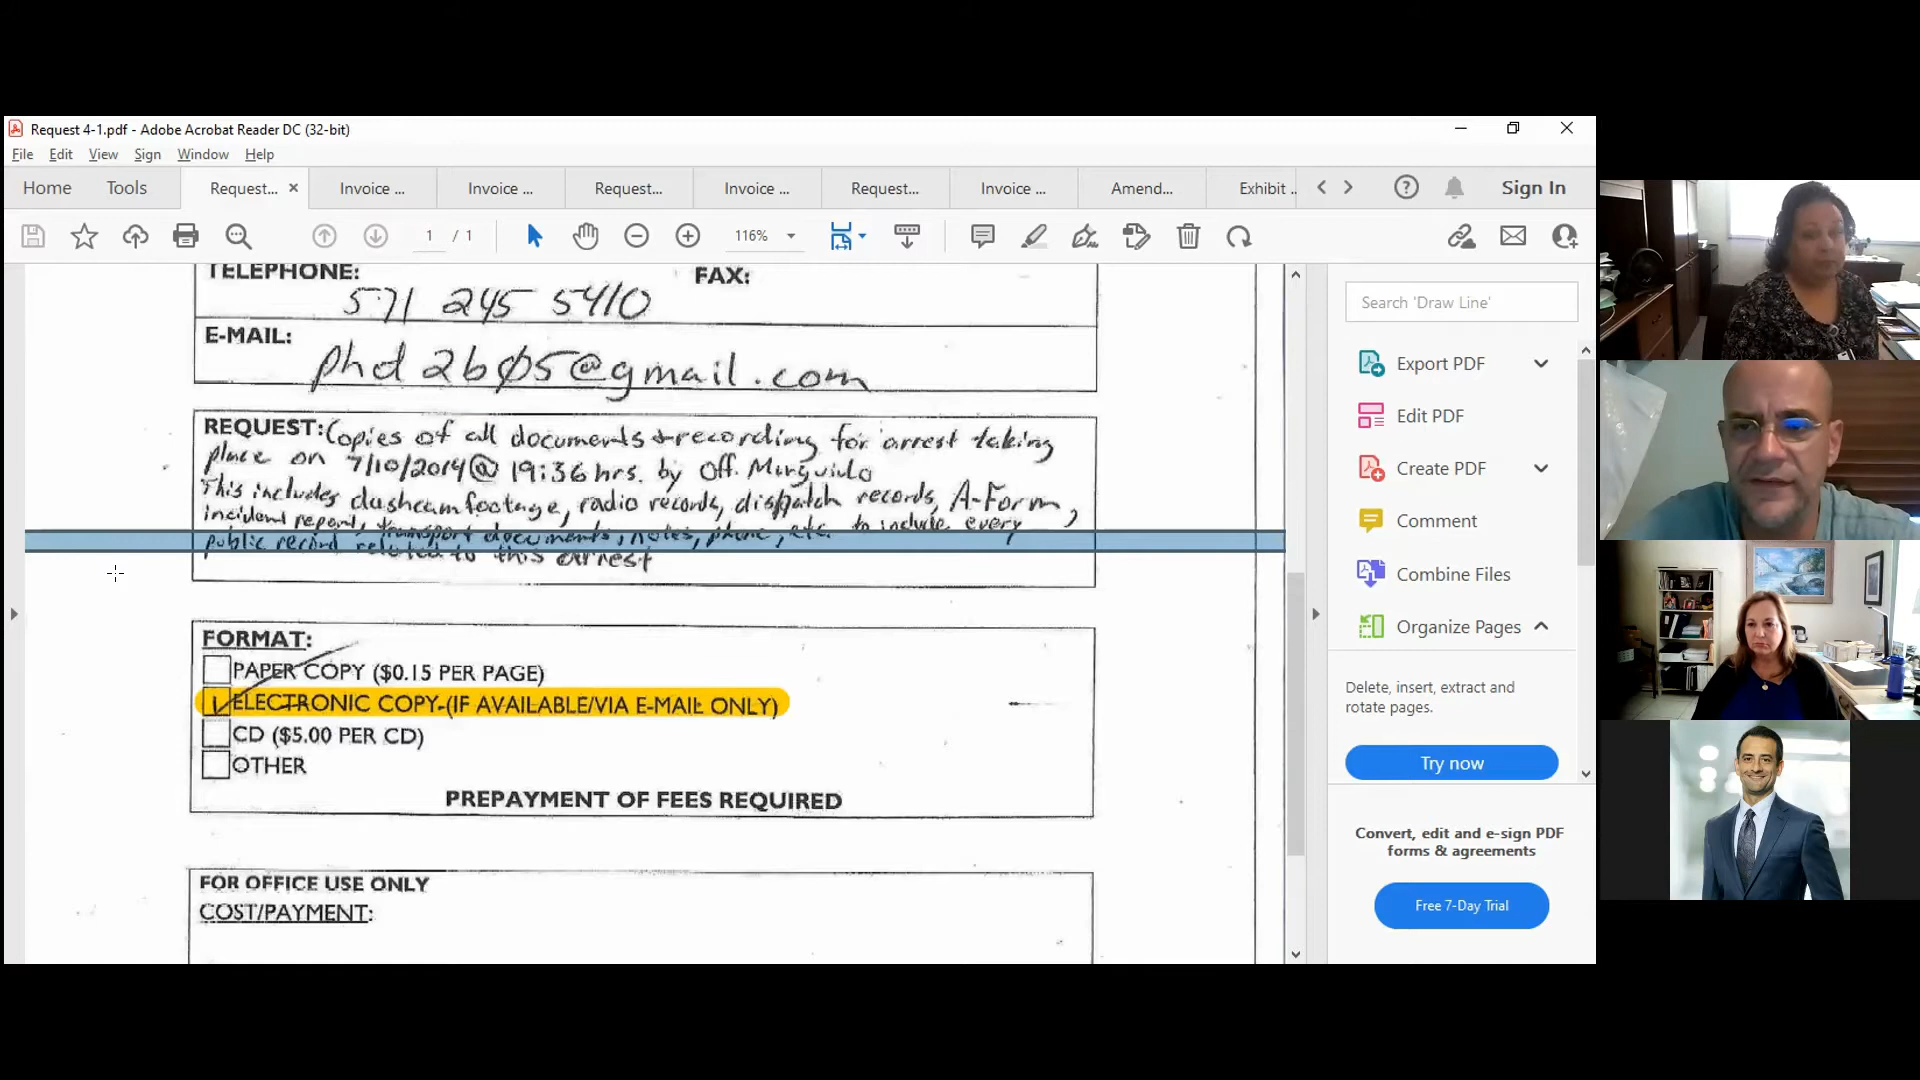 Request 4-1.pdf - Adobe Acrobat Reader DC (32-bit)
File Edit View Sign Window Help
Home Tools Request... Invoice ... Invoice ... Request... Invoice ... Request... Invoice ... Amend... Exhibit .. Sign In
1 / 1 116%
TELEPHONE: FAX:
571 245 5410
E-MAIL:
phd2bø5@gmail.com
REQUEST: Copies of all documents + recording for arrest taking
place on 7/10/2019 @ 19:36 hrs. by Off.
This includes dashcam footage, radio records, dispatch records, A-Form,
incident report, transport documents, notes, phone, etc. to include every
public record related to this arrest
FORMAT:
PAPER COPY ($0.15 PER PAGE)
ELECTRONIC COPY-(IF AVAILABLE/VIA E-MAIL ONLY)
CD ($5.00 PER CD)
OTHER
PREPAYMENT OF FEES REQUIRED
FOR OFFICE USE ONLY
COST/PAYMENT:
Search 'Draw Line'
Export PDF
Edit PDF
Create PDF
Comment
Combine Files
Organize Pages
Delete, insert, extract and
rotate pages.
Try now
Convert, edit and e-sign PDF
forms & agreements
Free 7-Day Trial